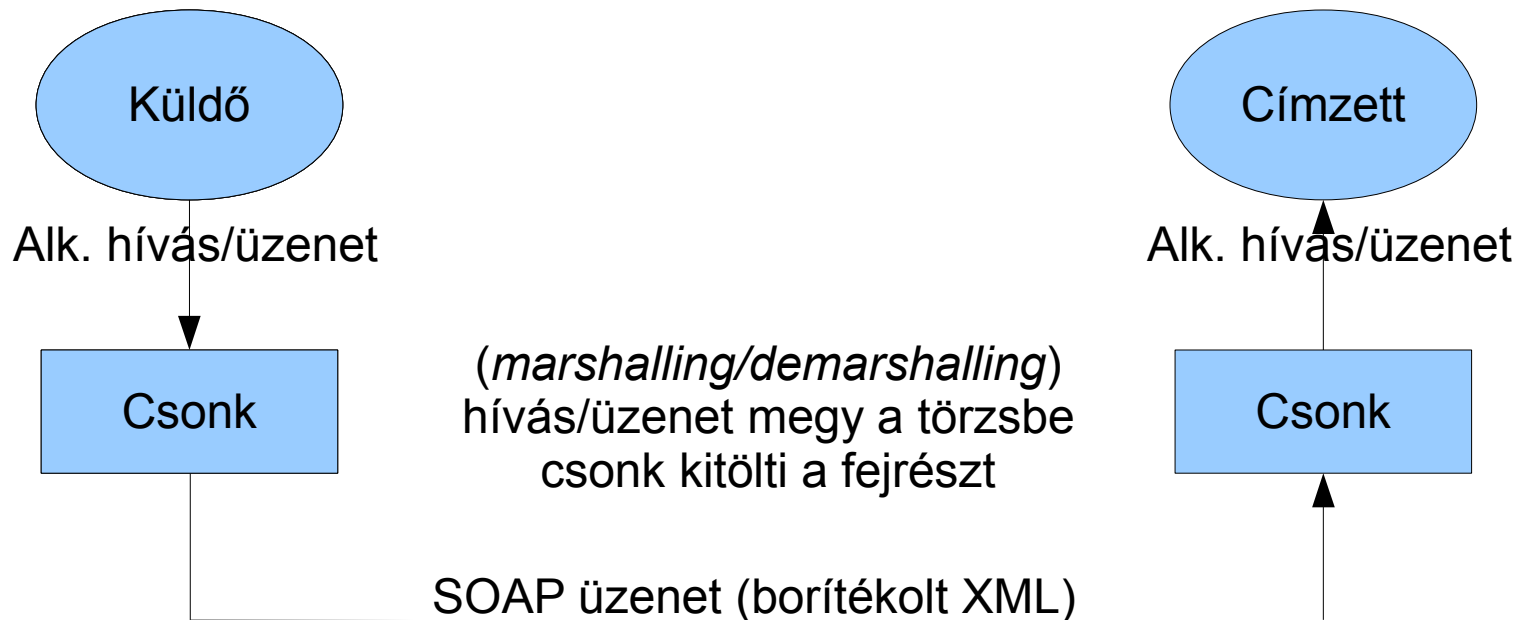 Küldő
Címzett
Alk. hívás/üzenet
Alk. hívás/üzenet
Csonk
(marshalling/demarshalling)
hívás/üzenet megy a törzsbe
csonk kitölti a fejrészt
Csonk
SOAP üzenet (borítékolt XML)